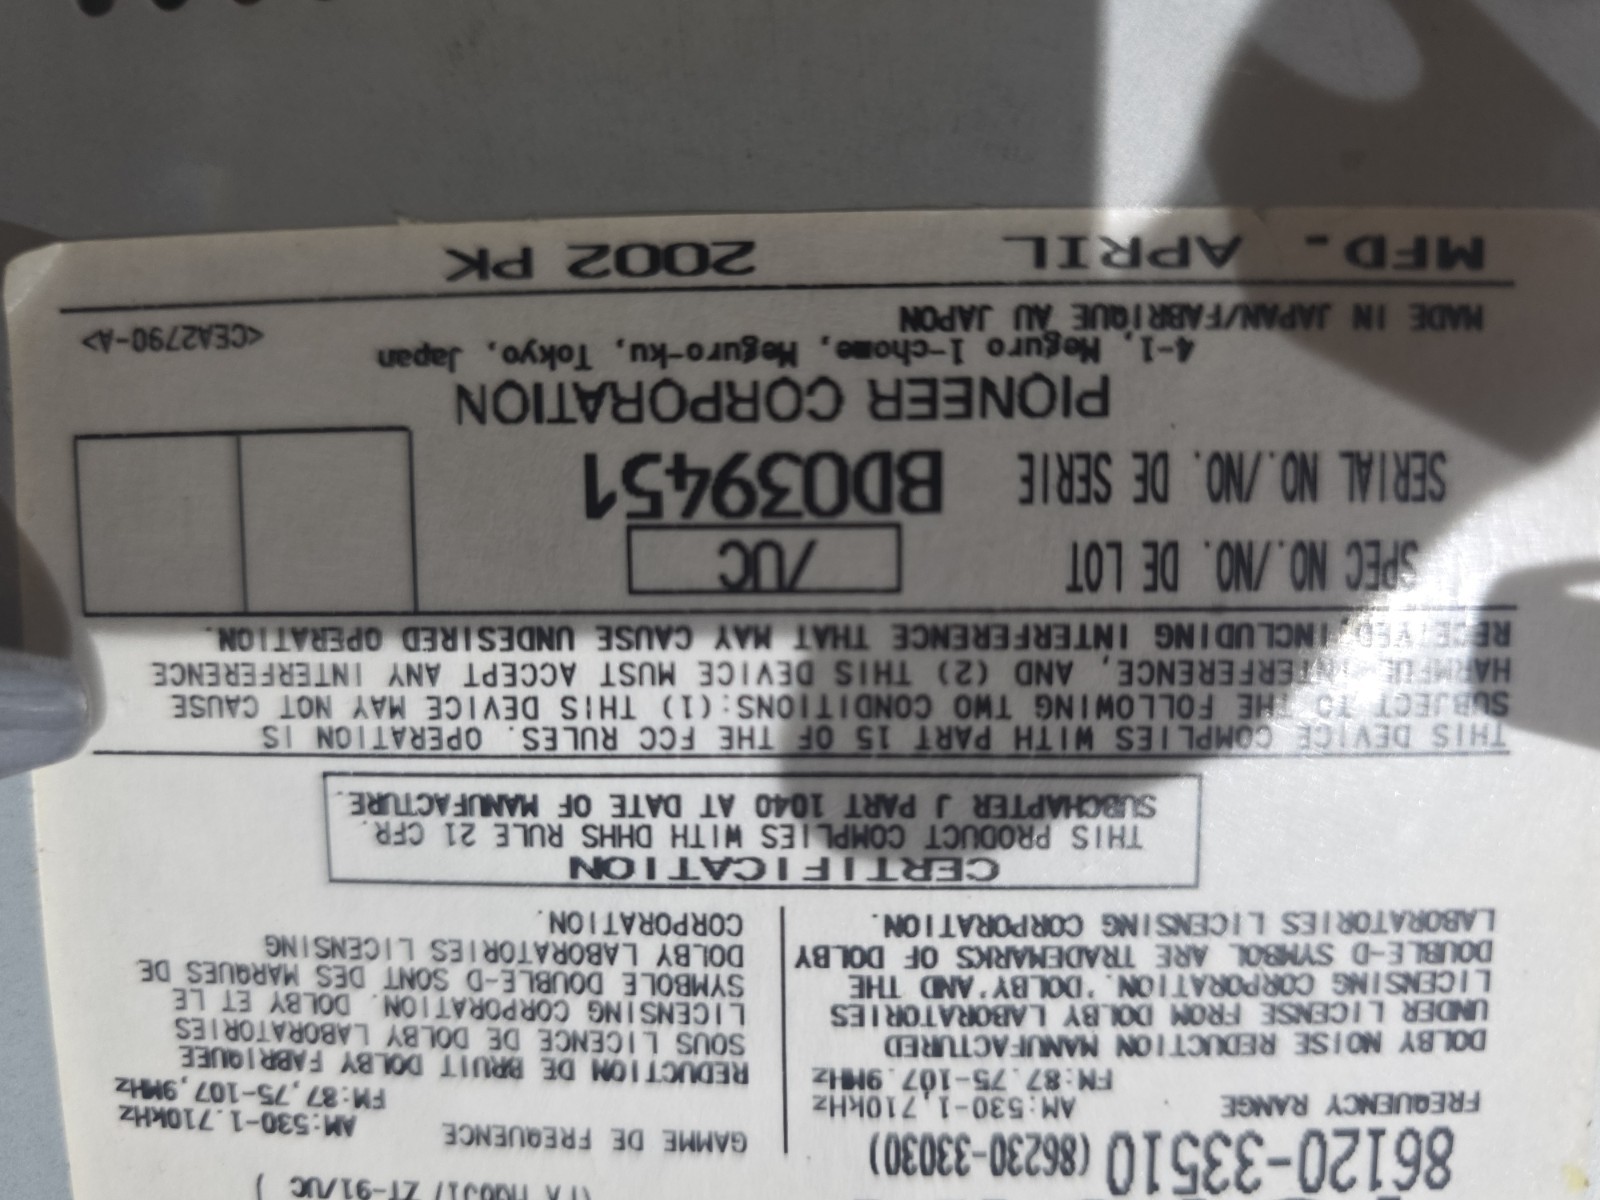 86120-33510 (86230-33030)
FREQUENCY RANGE AM:530-1,710kHz
FM:87.75-107.9MHz
DOLBY NOISE REDUCTION MANUFACTURED
UNDER LICENSE FROM DOLBY LABORATORIES
LICENSING CORPORATION. "DOLBY" AND THE
DOUBLE-D SYMBOL ARE TRADEMARKS OF DOLBY
LABORATORIES LICENSING CORPORATION.
GAMME DE FREQUENCE AM:530-1.710kHz
FM:87,75-107,9MHz
REDUCTION DE BRUIT DOLBY FABRIQUEE
SOUS LICENCE DE DOLBY LABORATORIES
LICENSING CORPORATION. DOLBY ET LE
SYMBOLE DOUBLE-D SONT DES MARQUES DE
DOLBY LABORATORIES LICENSING
CORPORATION.
CERTIFICATION
THIS PRODUCT COMPLIES WITH DHHS RULE 21 CFR.
SUBCHAPTER J PART 1040 AT DATE OF MANUFACTURE.
THIS DEVICE COMPLIES WITH PART 15 OF THE FCC RULES. OPERATION IS
SUBJECT TO THE FOLLOWING TWO CONDITIONS:(1) THIS DEVICE MAY NOT CAUSE
HARMFUL INTERFERENCE, AND (2) THIS DEVICE MUST ACCEPT ANY INTERFERENCE
RECEIVED,INCLUDING INTERFERENCE THAT MAY CAUSE UNDESIRED OPERATION.
SPEC NO./NO. DE LOT /UC
SERIAL NO./NO. DE SERIE BD039451
PIONEER CORPORATION
4-1, Meguro 1-chome, Meguro-ku, Tokyo, Japan
MADE IN JAPAN/FABRIQUE AU JAPON <CEA2790-A>
MFD. APRIL 2002 PK